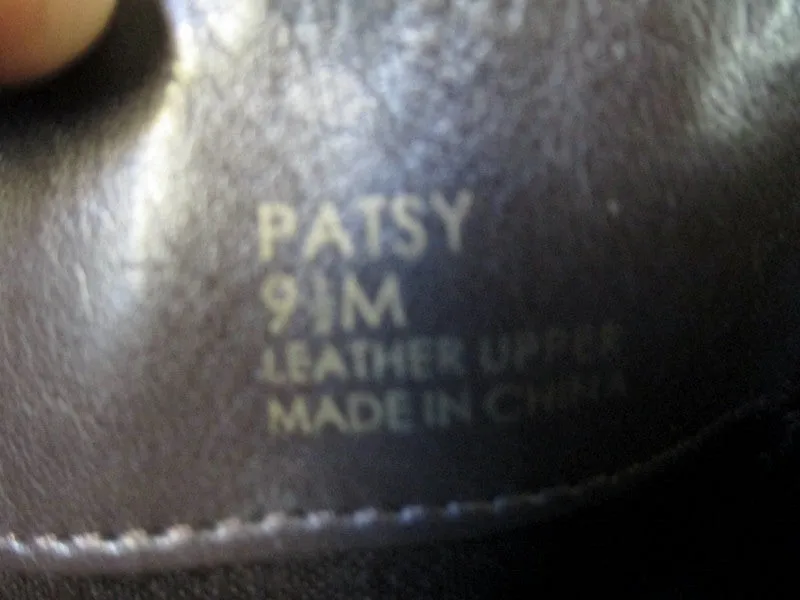 PATSY
9½M
LEATHER UPPER
MADE IN CHINA